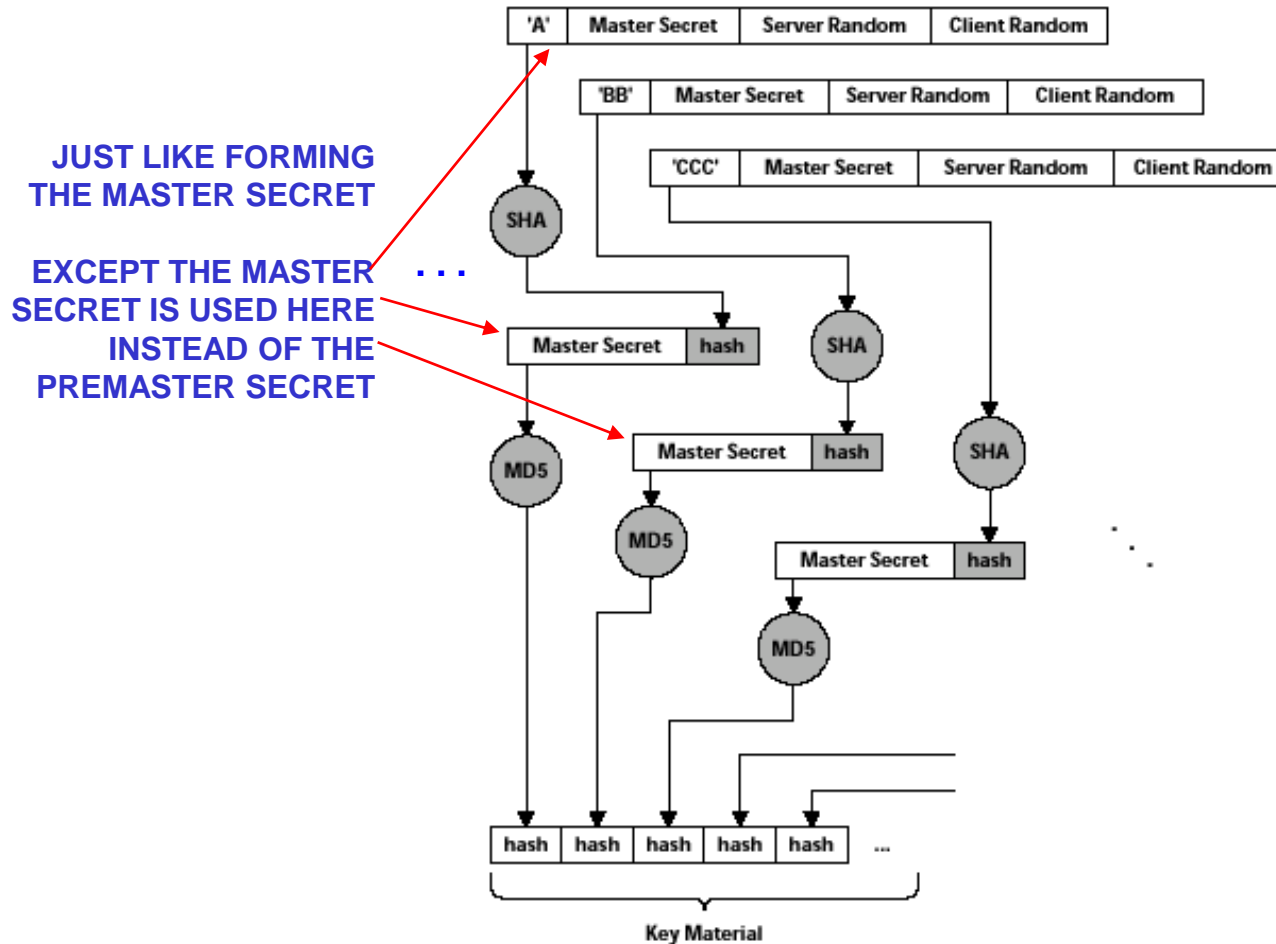 'A' Master Secret Server Random Client Random
'BB' Master Secret Server Random Client Random
'CCC' Master Secret Server Random Client Random
JUST LIKE FORMING
THE MASTER SECRET
SHA
EXCEPT THE MASTER
SECRET IS USED HERE
INSTEAD OF THE
PREMASTER SECRET
. . .
Master Secret hash
SHA
Master Secret hash
SHA
MD5
MD5
Master Secret hash
MD5
hash hash hash hash hash ...
Key Material